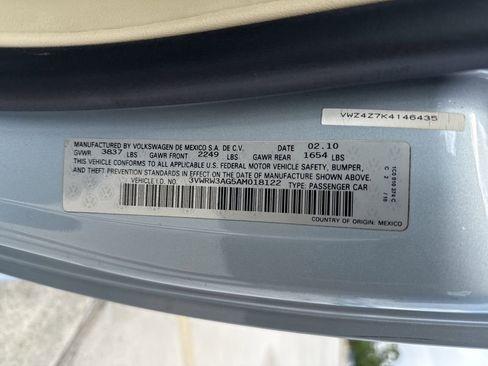 VWZ4Z7K4146435
MANUFACTURED BY VOLKSWAGEN DE MEXICO S.A. DE C.V. DATE 02.10
GVWR 3837 LBS GAWR FRONT 2249 LBS GAWR REAR 1654 LBS
THIS VEHICLE CONFORMS TO ALL APPLICABLE U.S. FEDERAL MOTOR VEHICLE SAFETY, BUMPER,
AND THEFT PREVENTION STANDARDS IN EFFECT ON THE DATE OF MANUFACTURE SHOWN ABOVE.
VEHICLE I.D. NO. 3VWRW3AG5AM018122 TYPE: PASSENGER CAR
COUNTRY OF ORIGIN: MEXICO